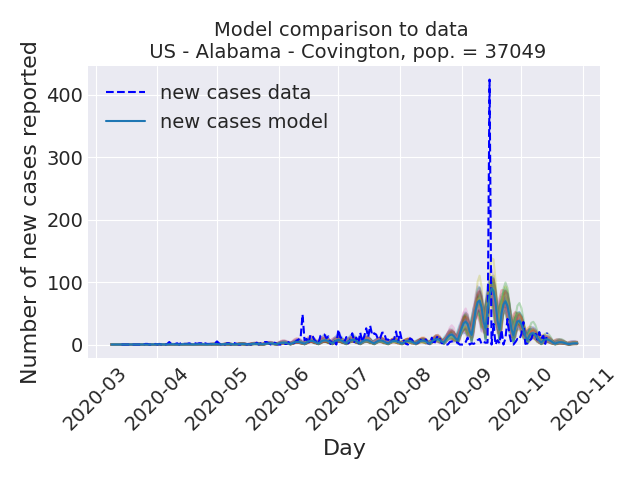 Model comparison to data
US - Alabama - Covington, pop. = 37049
Number of new cases reported
400
300
200
100
0
new cases data
new cases model
2020-03
2020-04
2020-05
2020-06
2020-07
2020-08
2020-09
2020-10
2020-11
Day